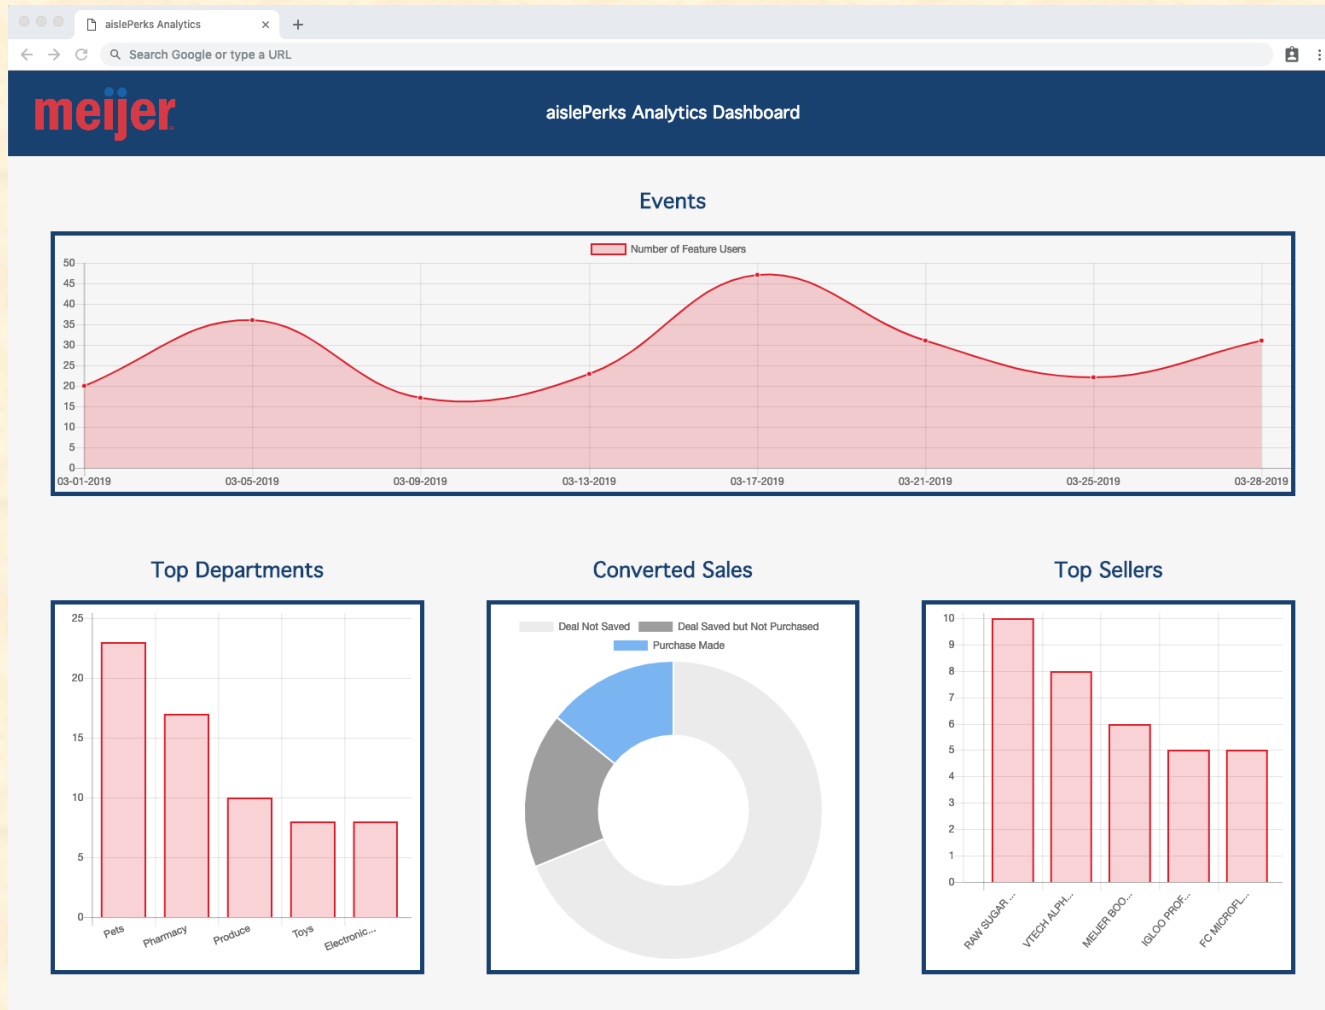 aislePerks Analytics
Search Google or type a URL
meijer
aislePerks Analytics Dashboard
Events
Number of Feature Users
50
45
40
35
30
25
20
15
10
5
0
03-01-2019 03-05-2019 03-09-2019 03-13-2019 03-17-2019 03-21-2019 03-25-2019 03-28-2019
Top Departments
25
20
15
10
5
0
Pets Pharmacy Produce Toys Electronic...
Converted Sales
Deal Not Saved Deal Saved but Not Purchased
Purchase Made
Top Sellers
10
9
8
7
6
5
4
3
2
1
0
RAW SUGAR ... VTECH ALPH... MEIJER BOO... IGLOO PROF... FC MICROFL...